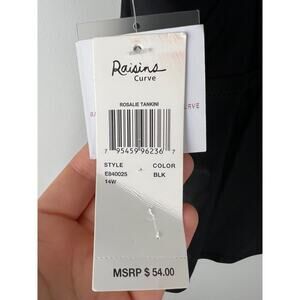 Raisins
Curve
ROSALIE TANKINI
7 95459 96236 7
STYLE COLOR
E840025 BLK
14W
MSRP $ 54.00